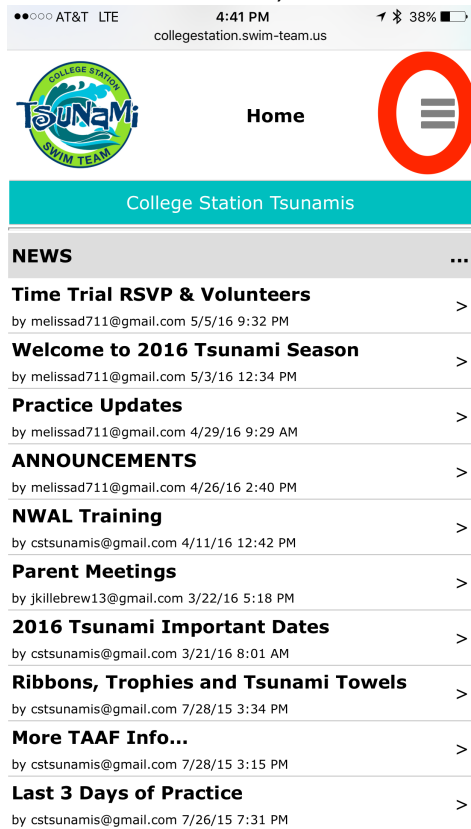 AT&T LTE 4:41 PM 38%
collegestation.swim-team.us
COLLEGE STATION
TSUNAMi
SWIM TEAM
Home
College Station Tsunamis
NEWS ...
Time Trial RSVP & Volunteers
by melissad711@gmail.com 5/5/16 9:32 PM >
Welcome to 2016 Tsunami Season
by melissad711@gmail.com 5/3/16 12:34 PM >
Practice Updates
by melissad711@gmail.com 4/29/16 9:29 AM >
ANNOUNCEMENTS
by melissad711@gmail.com 4/26/16 2:40 PM >
NWAL Training
by cstsunamis@gmail.com 4/11/16 12:42 PM >
Parent Meetings
by jkillebrew13@gmail.com 3/22/16 5:18 PM >
2016 Tsunami Important Dates
by cstsunamis@gmail.com 3/21/16 8:01 AM >
Ribbons, Trophies and Tsunami Towels
by cstsunamis@gmail.com 7/28/15 3:34 PM >
More TAAF Info...
by cstsunamis@gmail.com 7/28/15 3:15 PM >
Last 3 Days of Practice
by cstsunamis@gmail.com 7/26/15 7:31 PM >